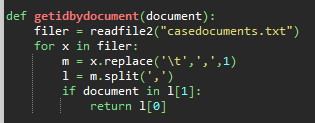 def getidbydocument(document):
    filer = readfile2("casedocuments.txt")
    for x in filer:
        m = x.replace('\t',',',1)
        l = m.split(',')
        if document in l[1]:
            return l[0]